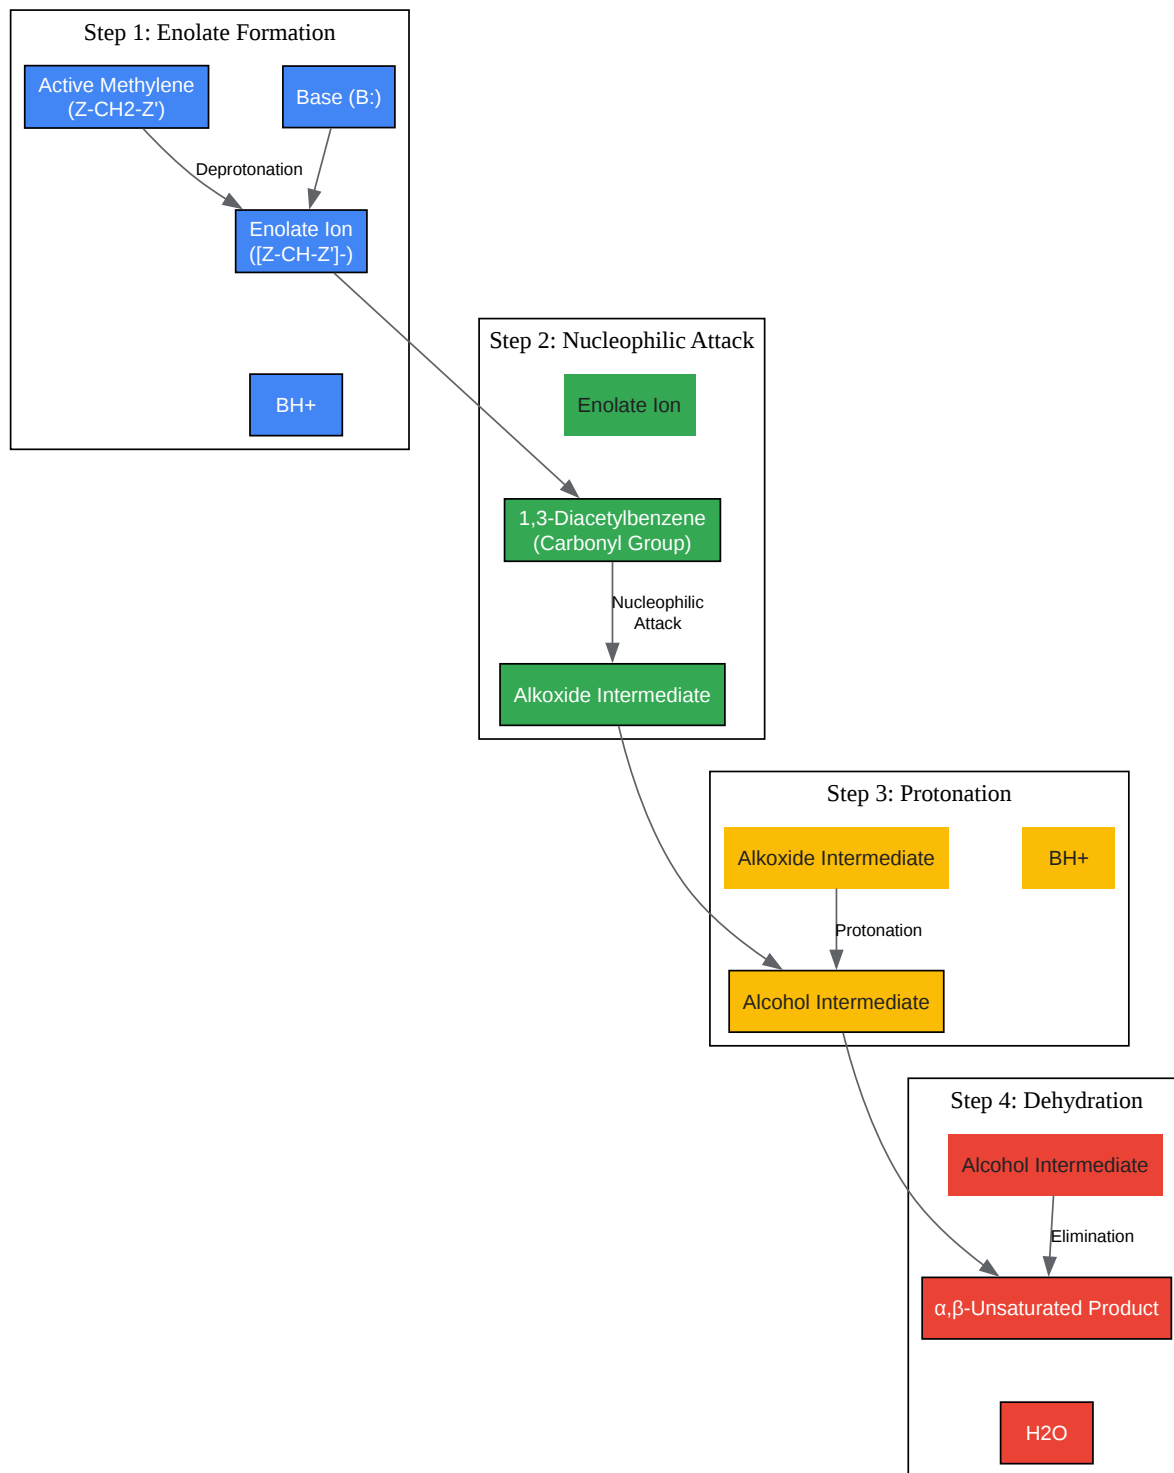 Step 1: Enolate Formation
Active Methylene
(Z-CH2-Z')
Base (B:)
Deprotonation
Enolate Ion
([Z-CH-Z']-)
BH+
Step 2: Nucleophilic Attack
Enolate Ion
1,3-Diacetylbenzene
(Carbonyl Group)
Nucleophilic
Attack
Alkoxide Intermediate
Step 3: Protonation
Alkoxide Intermediate
BH+
Protonation
Alcohol Intermediate
Step 4: Dehydration
Alcohol Intermediate
Elimination
α,β-Unsaturated Product
H2O